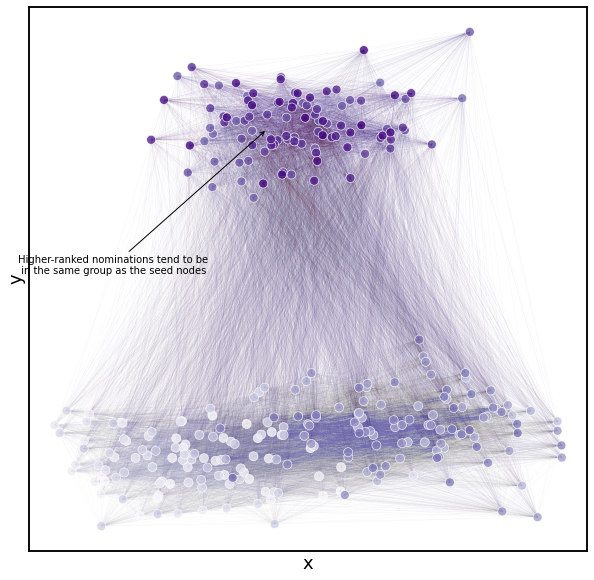 Higher-ranked nominations tend to be
in the same group as the seed nodes
y
x